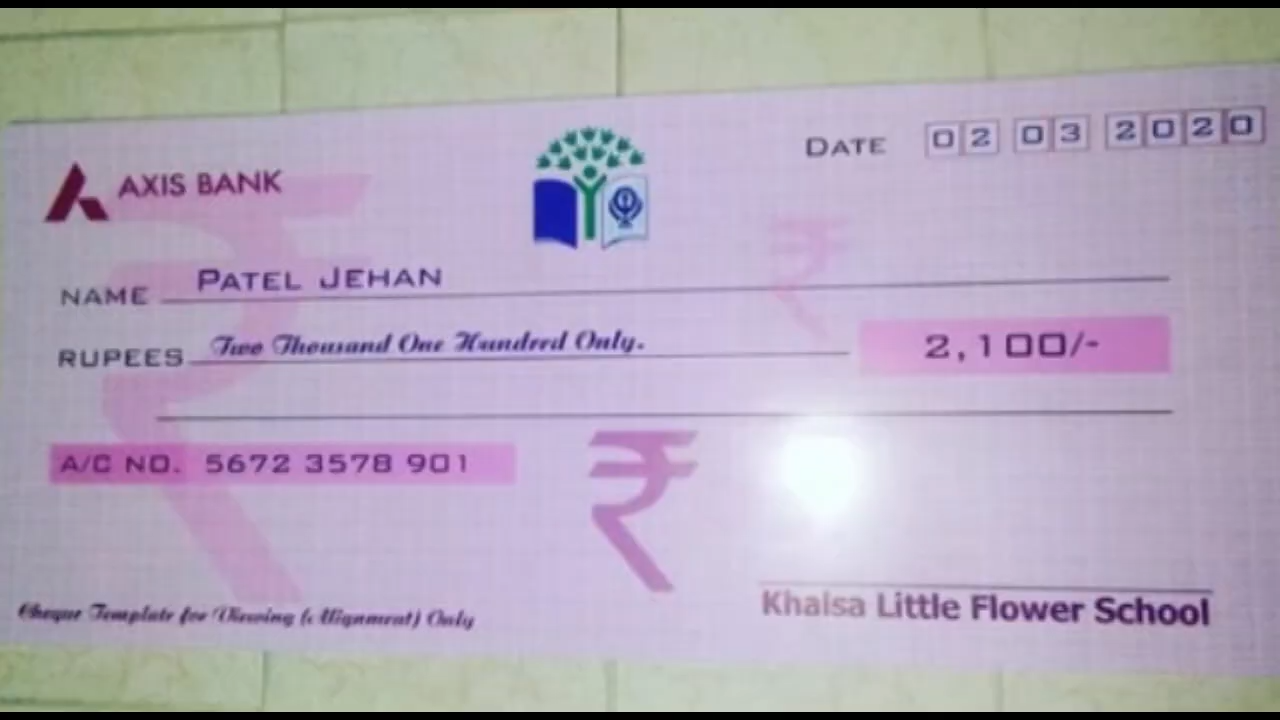 AXIS BANK
DATE 02 03 2020
NAME PATEL JEHAN
RUPEES Two Thousand One Hundred Only.
2,100/-
A/C NO. 5672 3578 901
Cheque Template for Viewing (& Alignment) Only
Khalsa Little Flower School